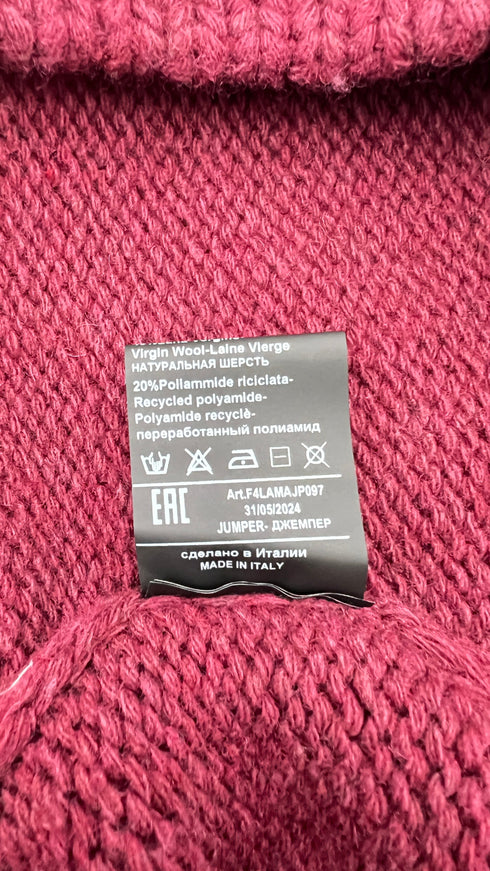 Virgin Wool-Laine Vierge
НАТУРАЛЬНАЯ ШЕРСТЬ
20%Poliammide riciclata-
Recycled polyamide-
Polyamide recyclè-
переработанный полиамид
EAC
Art.F4LAMAJP097
31/05/2024
JUMPER- ДЖЕМПЕР
сделано в Италии
MADE IN ITALY